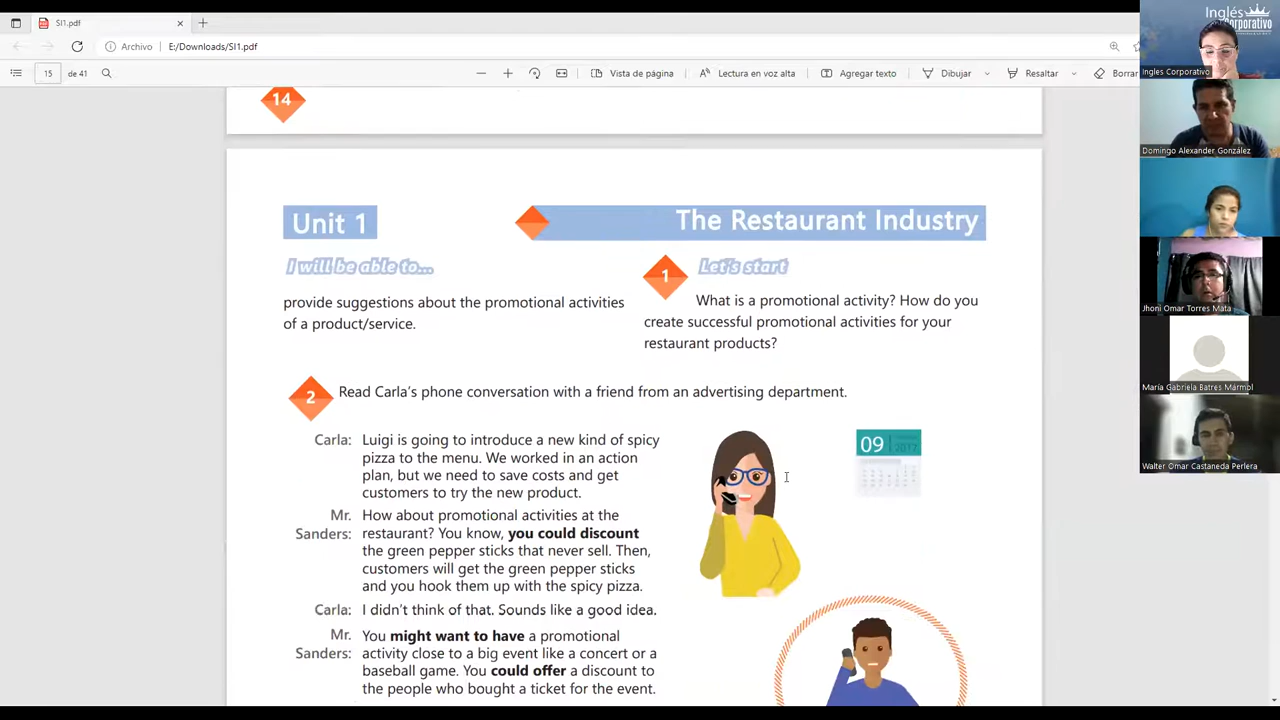 SI1.pdf
Archivo
E:/Downloads/SI1.pdf
15
de 41
Vista de página
Lectura en voz alta
Agregar texto
Dibujar
Resaltar
Borrar
14
Unit 1
The Restaurant Industry
I will be able to...
provide suggestions about the promotional activities
of a product/service.
1
Let's start
What is a promotional activity? How do you
create successful promotional activities for your
restaurant products?
2
Read Carla's phone conversation with a friend from an advertising department.
Carla: Luigi is going to introduce a new kind of spicy
pizza to the menu. We worked in an action
plan, but we need to save costs and get
customers to try the new product.
Mr. How about promotional activities at the
Sanders: restaurant? You know, you could discount
the green pepper sticks that never sell. Then,
customers will get the green pepper sticks
and you hook them up with the spicy pizza.
Carla: I didn't think of that. Sounds like a good idea.
Mr. You might want to have a promotional
Sanders: activity close to a big event like a concert or a
baseball game. You could offer a discount to
the people who bought a ticket for the event.
09
2017
Inglés
Corporativo
Ingles Corporativo
Domingo Alexander González
Jhoni Omar Torres Mata
María Gabriela Batres Mármol
Walter Omar Castaneda Perlera